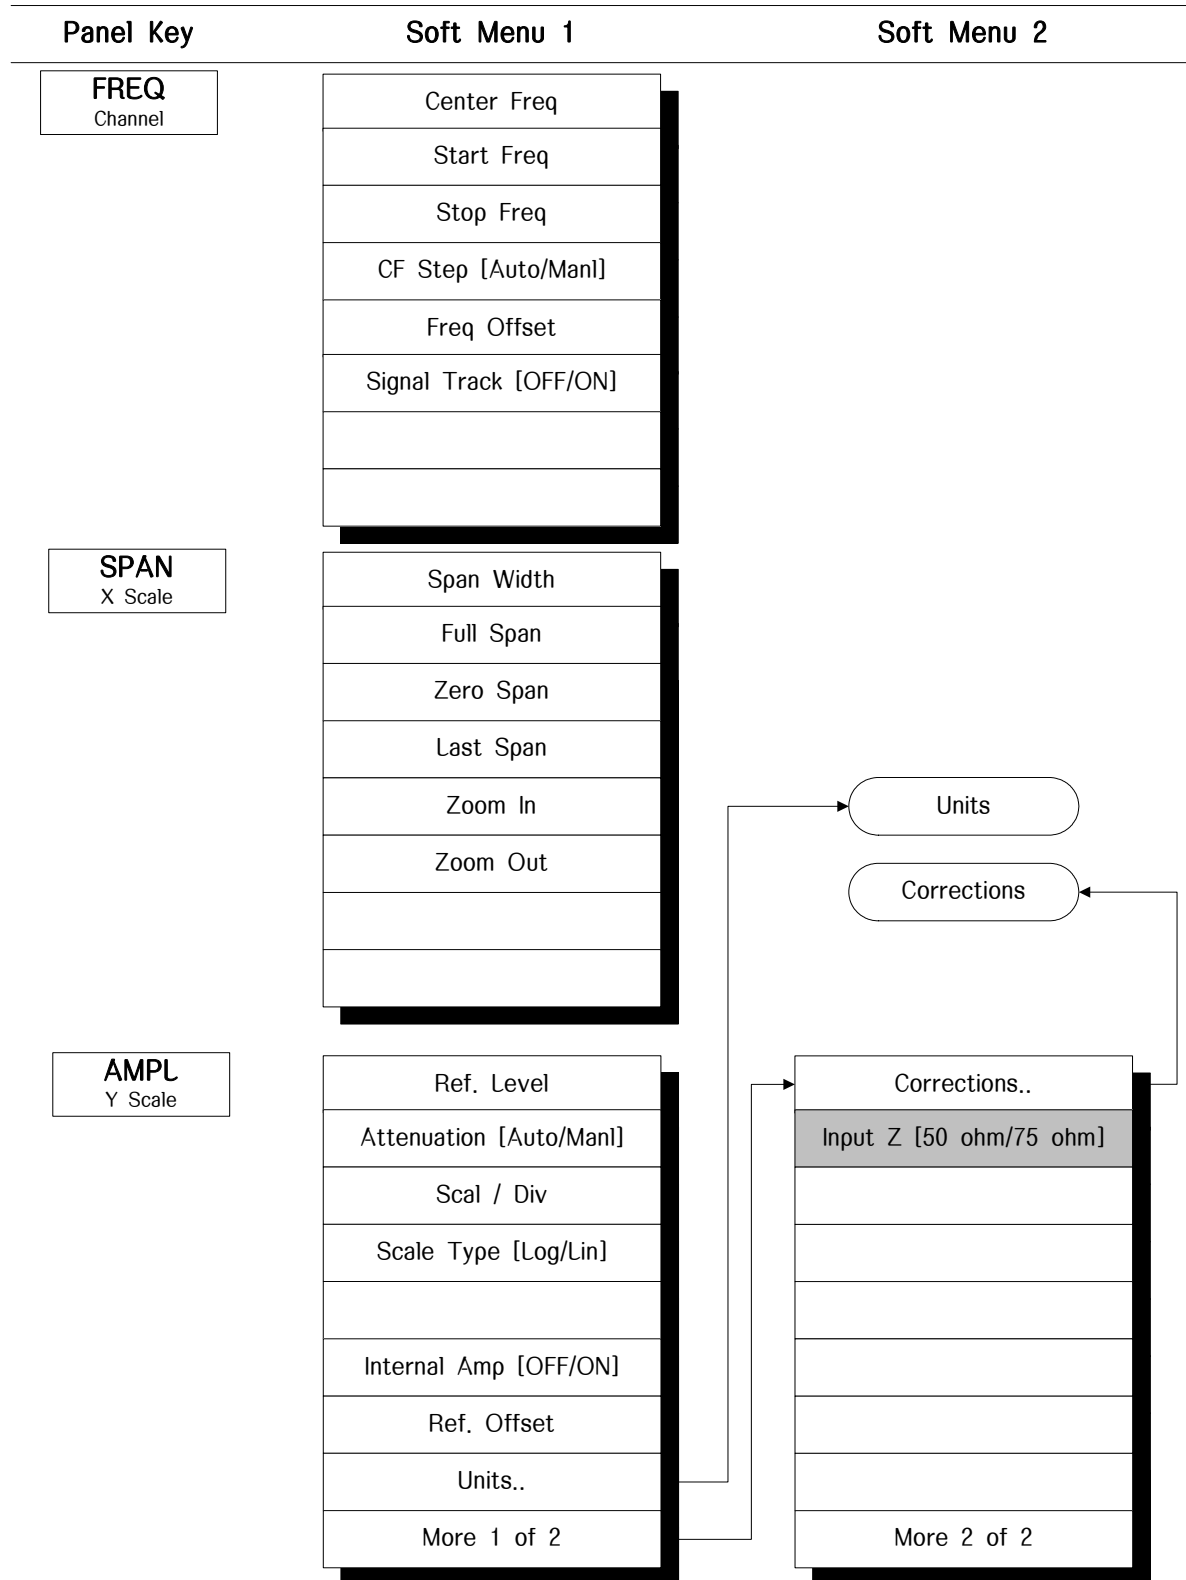 Panel Key Soft Menu 1 Soft Menu 2
FREQ
Channel
Center Freq
Start Freq
Stop Freq
CF Step [Auto/Manl]
Freq Offset
Signal Track [OFF/ON]
SPAN
X Scale
Span Width
Full Span
Zero Span
Last Span
Zoom In
Zoom Out
Units
Corrections
AMPL
Y Scale
Ref. Level
Attenuation [Auto/Manl]
Scal / Div
Scale Type [Log/Lin]
Internal Amp [OFF/ON]
Ref. Offset
Units..
More 1 of 2
Corrections..
Input Z [50 ohm/75 ohm]
More 2 of 2